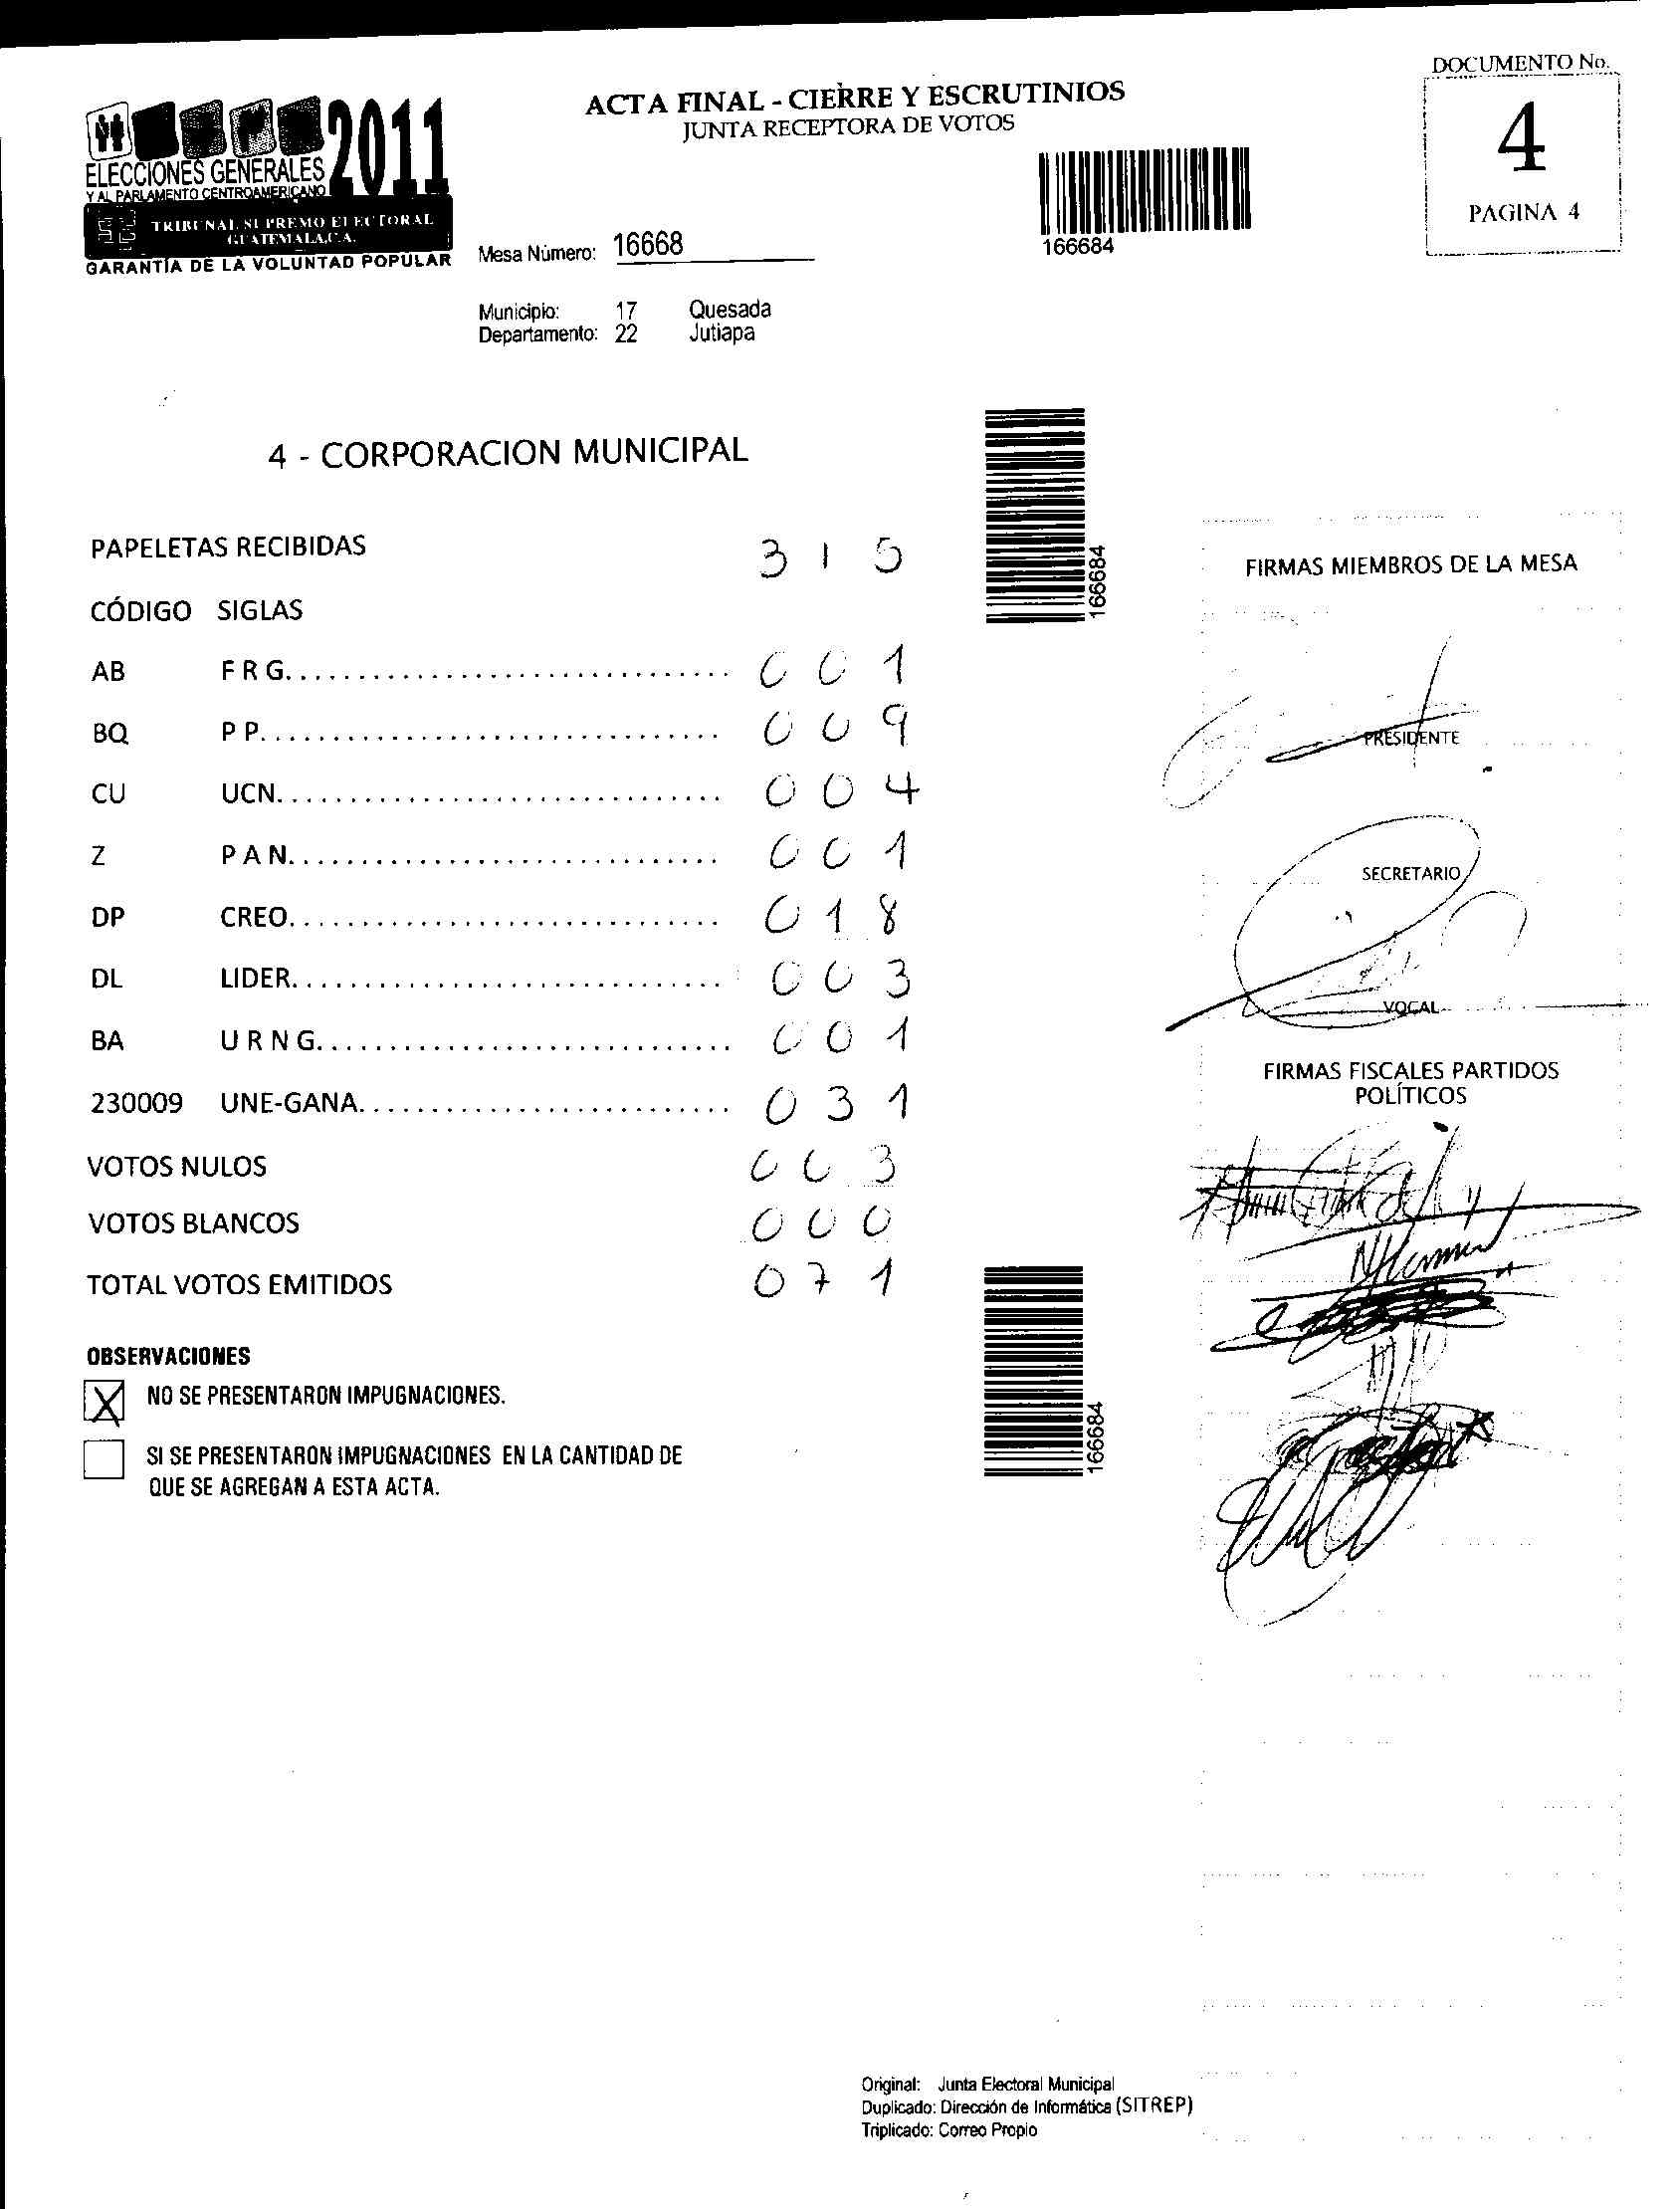 DOCUMENTO No.
4
PAGINA 4
ACTA FINAL - CIERRE Y ESCRUTINIOS
JUNTA RECEPTORA DE VOTOS
2011
ELECCIONES GENERALES
Y AL PARLAMENTO CENTROAMERICANO
TRIBUNAL SUPREMO ELECTORAL
GUATEMALA, C.A.
GARANTÍA DE LA VOLUNTAD POPULAR
Mesa Número: 16668
166684
Municipio: 17 Quesada
Departamento: 22 Jutiapa
4 - CORPORACION MUNICIPAL
166684
PAPELETAS RECIBIDAS 3 1 5
CÓDIGO SIGLAS
AB F R G............................... 0 0 1
BQ P P................................ 0 0 9
CU UCN............................... 0 0 4
Z P A N.............................. 0 0 1
DP CREO.............................. 0 1 8
DL LIDER.............................. 0 0 3
BA U R N G............................. 0 0 1
230009 UNE-GANA.......................... 0 3 1
VOTOS NULOS 0 0 3
VOTOS BLANCOS 0 0 0
TOTAL VOTOS EMITIDOS 0 7 1
OBSERVACIONES
X NO SE PRESENTARON IMPUGNACIONES.
SI SE PRESENTARON IMPUGNACIONES EN LA CANTIDAD DE
QUE SE AGREGAN A ESTA ACTA.
166684
FIRMAS MIEMBROS DE LA MESA
PRESIDENTE
SECRETARIO
VOCAL
FIRMAS FISCALES PARTIDOS
POLÍTICOS
Original: Junta Electoral Municipal
Duplicado: Dirección de Informática (SITREP)
Triplicado: Correo Propio